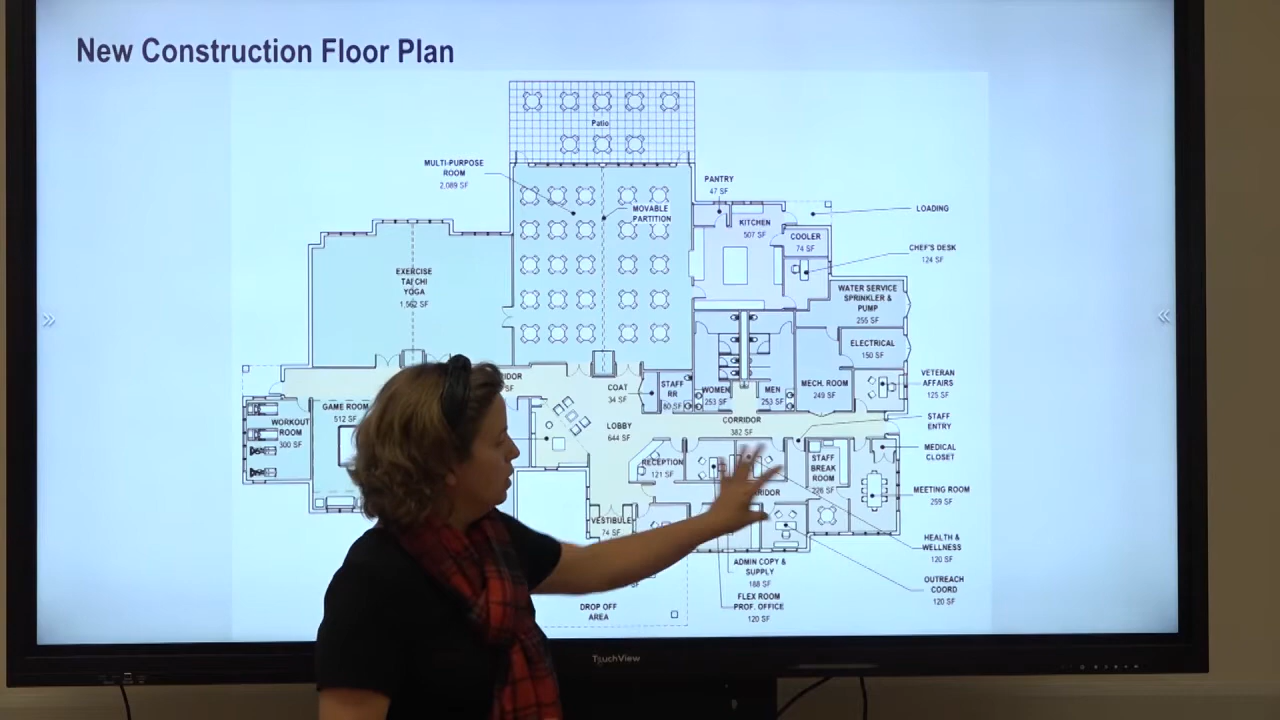 New Construction Floor Plan
Patio
MULTI-PURPOSE
ROOM
2,089 SF
MOVABLE
PARTITION
PANTRY
47 SF
KITCHEN
507 SF
LOADING
COOLER
74 SF
CHEF'S DESK
124 SF
EXERCISE
TAI CHI
YOGA
1,562 SF
WATER SERVICE
SPRINKLER &
PUMP
255 SF
ELECTRICAL
150 SF
COAT
34 SF
STAFF
RR
80 SF
WOMEN
253 SF
MEN
253 SF
MECH. ROOM
249 SF
VETERAN
AFFAIRS
125 SF
STAFF
ENTRY
GAME ROOM
512 SF
WORKOUT
ROOM
300 SF
LOBBY
644 SF
CORRIDOR
382 SF
RECEPTION
121 SF
STAFF
BREAK
ROOM
226 SF
MEDICAL
CLOSET
MEETING ROOM
259 SF
VESTIBULE
74 SF
HEALTH &
WELLNESS
120 SF
ADMIN COPY &
SUPPLY
188 SF
OUTREACH
COORD
120 SF
FLEX ROOM
PROF. OFFICE
120 SF
DROP OFF
AREA
TouchView